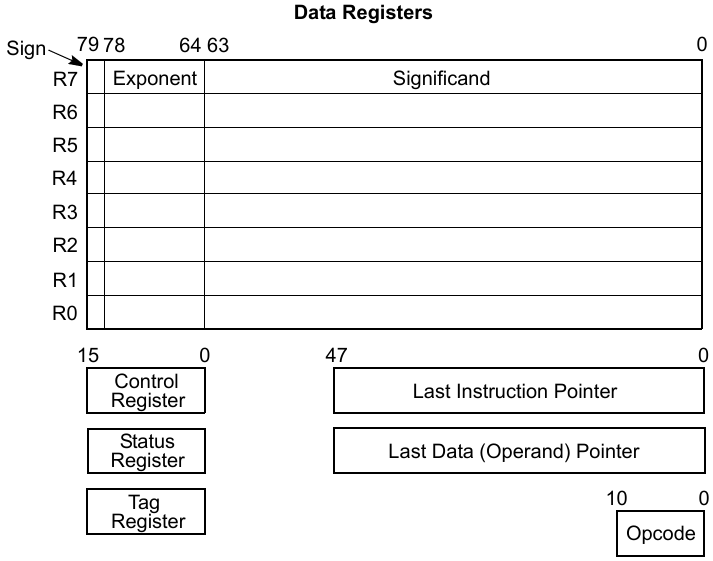 Data Registers
Sign 79 78 64 63 0
R7 Exponent Significand
R6
R5
R4
R3
R2
R1
R0
15 0 47 0
Control
Register
Last Instruction Pointer
Status
Register
Last Data (Operand) Pointer
Tag
Register
10 0
Opcode